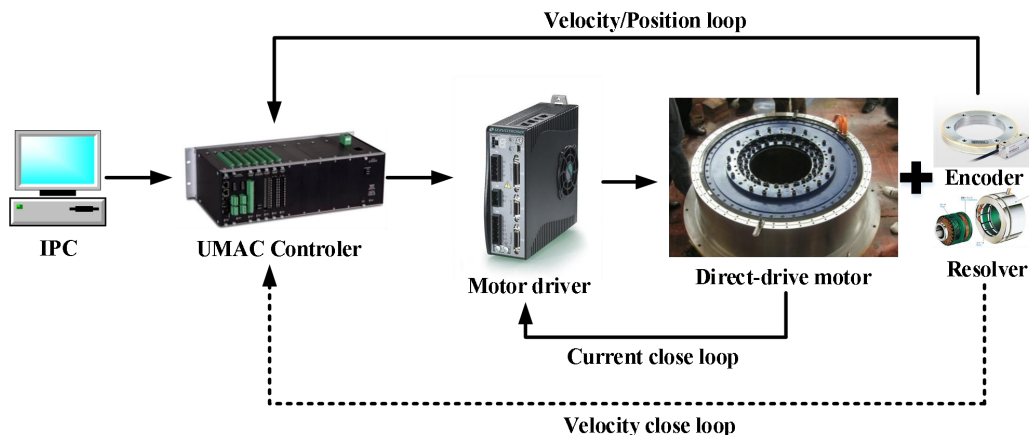 Velocity/Position loop
IPC
UMAC Controler
Motor driver
Direct-drive motor
Encoder
Resolver
Current close loop
Velocity close loop